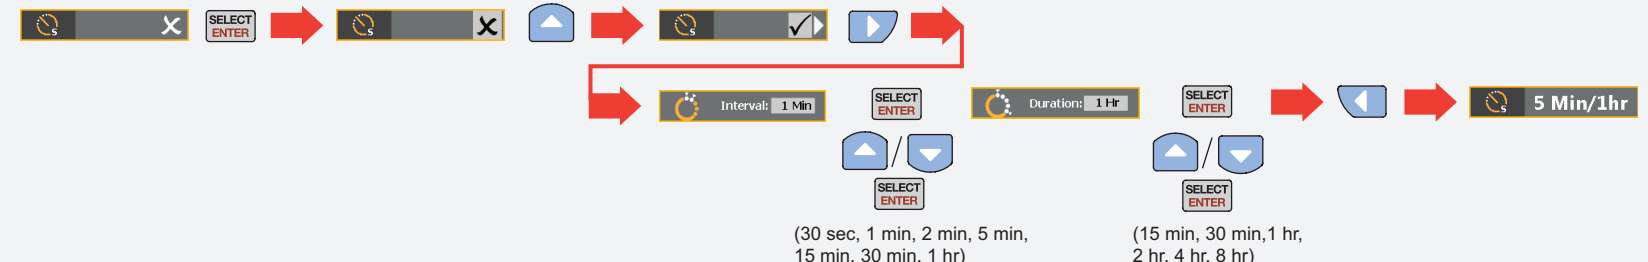 s X SELECT ENTER s X s ✓
s Interval: 1 Min SELECT ENTER Duration: 1 Hr SELECT ENTER s 5 Min/1hr
/ /
SELECT ENTER SELECT ENTER
(30 sec, 1 min, 2 min, 5 min,
15 min, 30 min, 1 hr)
(15 min, 30 min,1 hr,
2 hr, 4 hr, 8 hr)